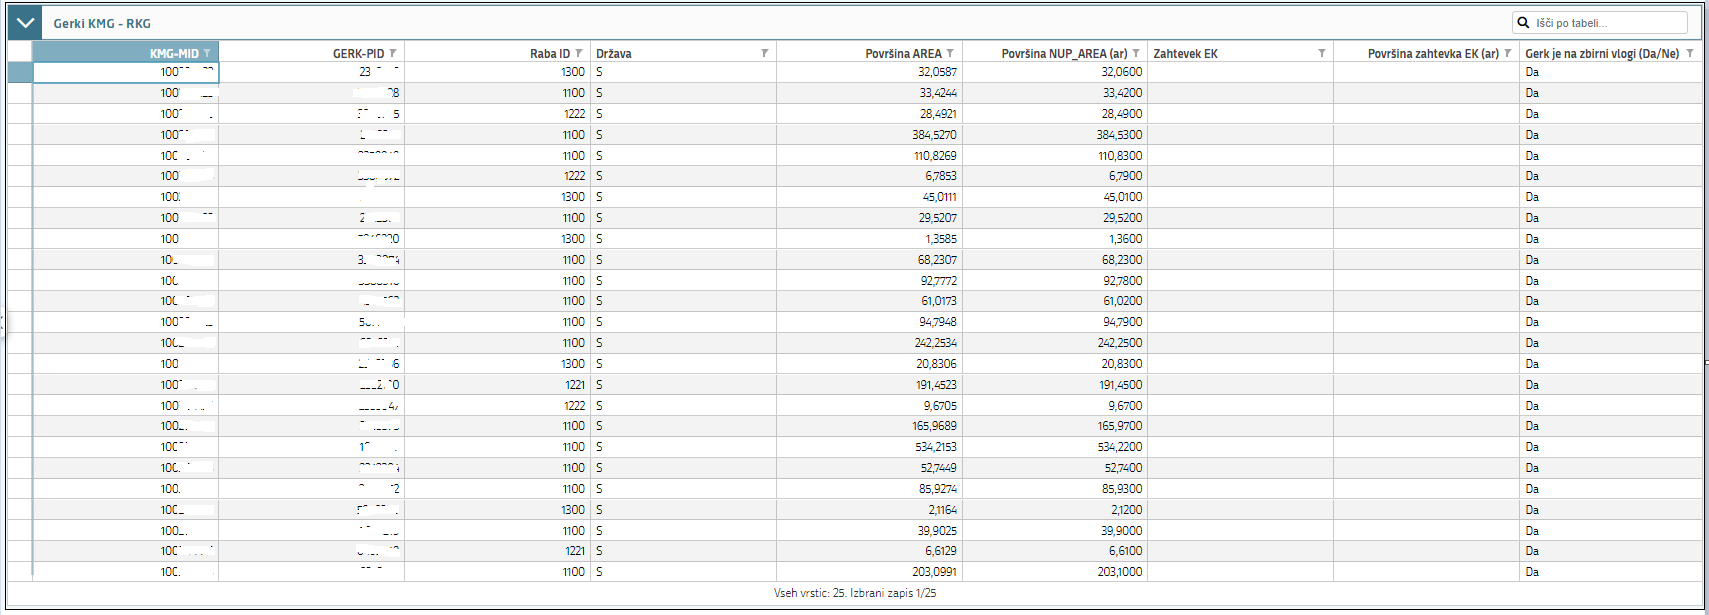 Gerki KMG - RKG
Išči po tabeli...
KMG-MID GERK-PID Raba ID Država Površina AREA Površina NUP_AREA (ar) Zahtevek EK Površina zahtevka EK (ar) Gerk je na zbirni vlogi (Da/Ne)
1300 S 32,0587 32,0600 Da
1100 S 33,4244 33,4200 Da
1222 S 28,4921 28,4900 Da
1100 S 384,5270 384,5300 Da
1100 S 110,8269 110,8300 Da
1222 S 6,7853 6,7900 Da
1300 S 45,0111 45,0100 Da
1100 S 29,5207 29,5200 Da
1300 S 1,3585 1,3600 Da
1100 S 68,2307 68,2300 Da
1100 S 92,7772 92,7800 Da
1100 S 61,0173 61,0200 Da
1100 S 94,7948 94,7900 Da
1100 S 242,2534 242,2500 Da
1300 S 20,8306 20,8300 Da
1221 S 191,4523 191,4500 Da
1222 S 9,6705 9,6700 Da
1100 S 165,9689 165,9700 Da
1100 S 534,2153 534,2200 Da
1100 S 52,7449 52,7400 Da
1100 S 85,9274 85,9300 Da
1300 S 2,1164 2,1200 Da
1100 S 39,9025 39,9000 Da
1221 S 6,6129 6,6100 Da
1100 S 203,0991 203,1000 Da
Vseh vrstic: 25. Izbrani zapis 1/25